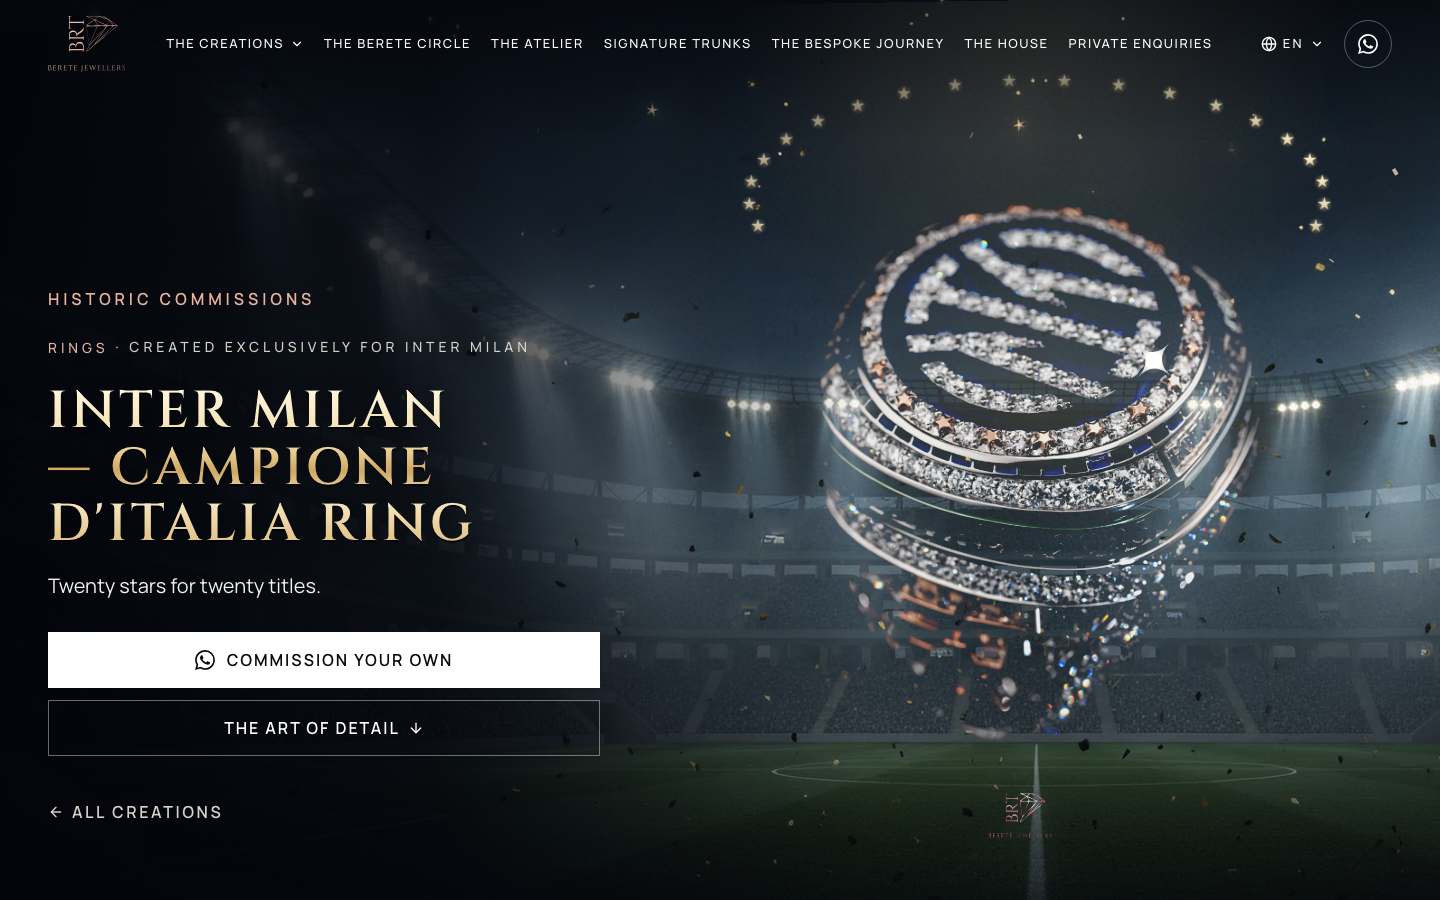 BRT
BERETE JEWELLERS
THE CREATIONS
THE BERETE CIRCLE
THE ATELIER
SIGNATURE TRUNKS
THE BESPOKE JOURNEY
THE HOUSE
PRIVATE ENQUIRIES
EN
HISTORIC COMMISSIONS
RINGS · CREATED EXCLUSIVELY FOR INTER MILAN
INTER MILAN
— CAMPIONE
D'ITALIA RING
Twenty stars for twenty titles.
COMMISSION YOUR OWN
THE ART OF DETAIL ↓
← ALL CREATIONS
BRT